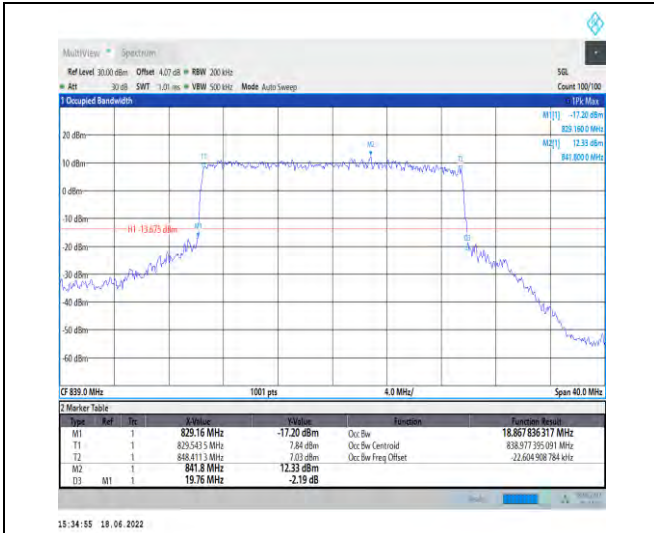 MultiView Spectrum
Ref Level 30.00 dBm Offset 4.07 dB RBW 200 kHz SGL
Att 30 dB SWT 1.01 ms VBW 500 kHz Mode Auto Sweep Count 100/100
1 Occupied Bandwidth 1Pk Max
M1[1] -17.20 dBm
829.160 0 MHz
M2[1] 12.33 dBm
841.800 0 MHz
20 dBm
M2
T1
10 dBm
0 dBm
-10 dBm
H1 -13.675 dBm
M1
D3
-30 dBm
-40 dBm
-50 dBm
-60 dBm
CF 839.0 MHz 1001 pts 4.0 MHz/ Span 40.0 MHz
2 Marker Table
Type Ref Trc X-Value Y-Value Function Function Result
M1 1 829.16 MHz -17.20 dBm Occ Bw 18.867 836 317 MHz
T1 1 829.543 5 MHz 7.84 dBm Occ Bw Centroid 838.977 395 091 MHz
T2 1 848.411 3 MHz 7.03 dBm Occ Bw Freq Offset -22.604 908 784 kHz
M2 1 841.8 MHz 12.33 dBm
D3 M1 1 19.76 MHz -2.19 dB
15:34:55 18.06.2022